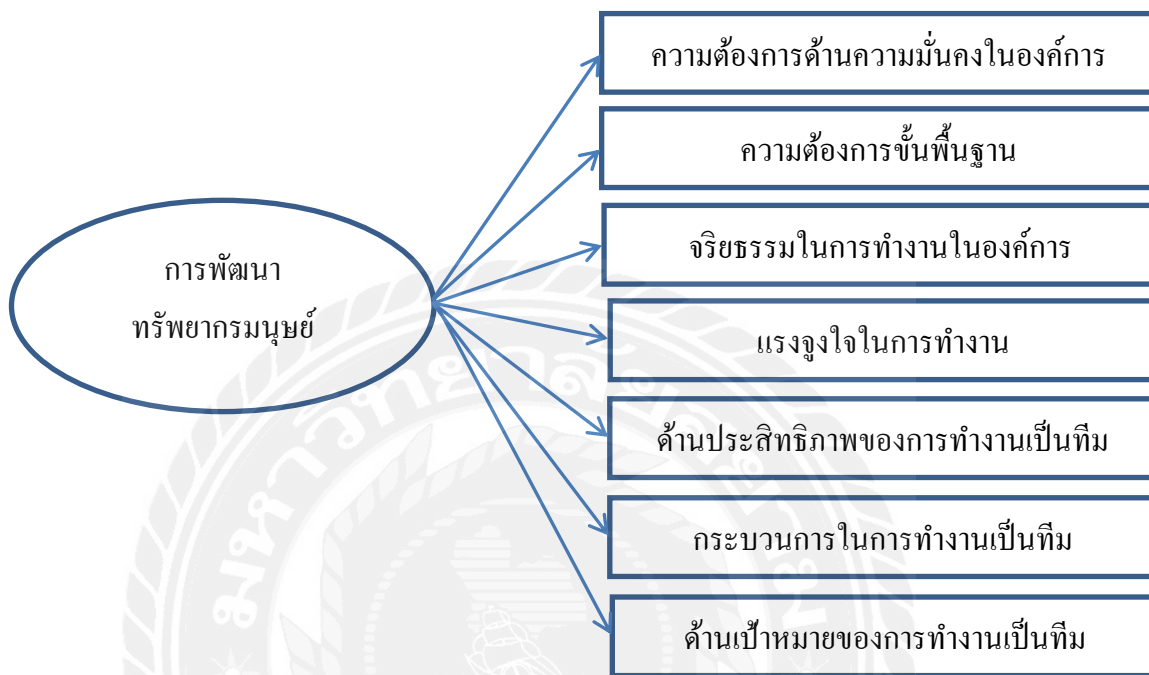 ความต้องการด้านความมั่นคงในองค์การ
ความต้องการขั้นพื้นฐาน
จริยธรรมในการทำงานในองค์การ
การพัฒนา
ทรัพยากรมนุษย์
แรงจูงใจในการทำงาน
ด้านประสิทธิภาพของการทำงานเป็นทีม
กระบวนการในการทำงานเป็นทีม
ด้านเป้าหมายของการทำงานเป็นทีม